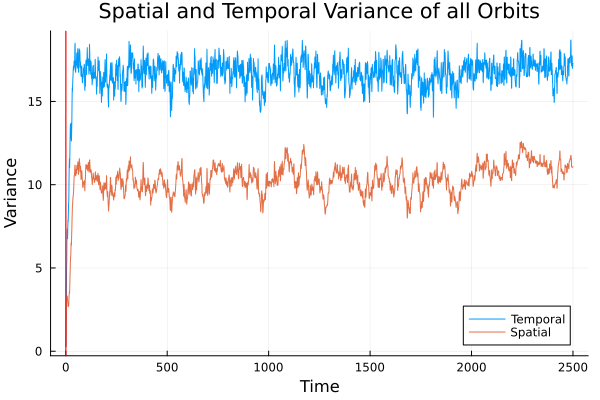 Spatial and Temporal Variance of all Orbits
Variance
15
10
5
0
0 500 1000 1500 2000 2500
Time
Temporal
Spatial